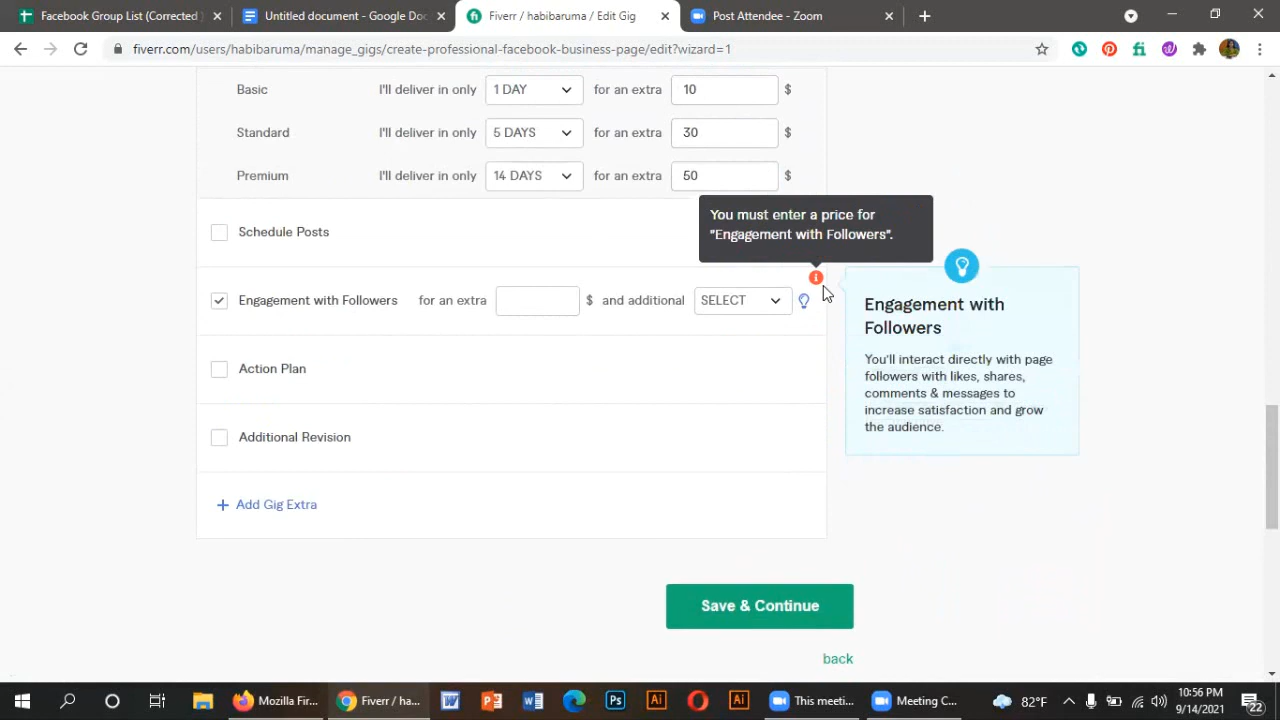 Facebook Group List (Corrected)
Untitled document - Google Doc
Fiverr / habibaruma / Edit Gig
Post Attendee - Zoom
fiverr.com/users/habibaruma/manage_gigs/create-professional-facebook-business-page/edit?wizard=1
Basic I'll deliver in only 1 DAY for an extra 10 $
Standard I'll deliver in only 5 DAYS for an extra 30 $
Premium I'll deliver in only 14 DAYS for an extra 50 $
You must enter a price for
"Engagement with Followers".
Schedule Posts
Engagement with Followers for an extra $ and additional SELECT
Engagement with
Followers
You'll interact directly with page
followers with likes, shares,
comments & messages to
increase satisfaction and grow
the audience.
Action Plan
Additional Revision
+ Add Gig Extra
Save & Continue
back
Mozilla Fir...
Fiverr / ha...
Ps
Ai
Ai
This meeti...
Meeting C...
82°F
10:56 PM
9/14/2021
22